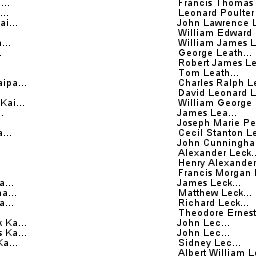 ... Francis Thomas
... Leonard Poulter
ai... John Lawrence L
William Edward
... William James L
George Leath...
Robert James Le
Tom Leath...
aipa... Charles Ralph Le
David Leonard L
Kai... William George
James Lea...
Joseph Marie Pe
a... Cecil Stanton Le
John Cunningha
Alexander Leck...
Henry Alexander
Francis Morgan
a... James Leck...
na... Matthew Leck...
a... Richard Leck...
Theodore Ernest
Ka... John Lec...
s Ka... John Lec...
Ka... Sidney Lec...
Albert William Le